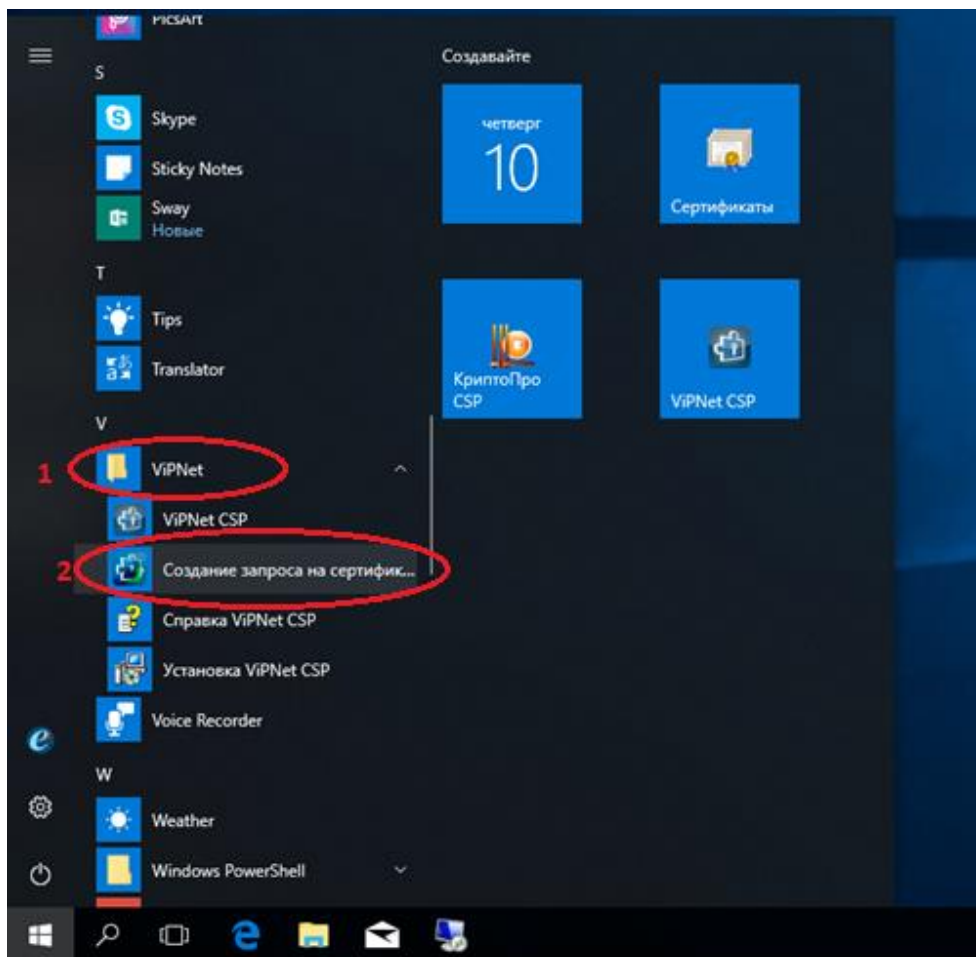 PicsArt
S
Skype
Sticky Notes
Sway
Новые
T
Tips
Translator
V
1
ViPNet
ViPNet CSP
2
Создание запроса на сертифик...
Справка ViPNet CSP
Установка ViPNet CSP
Voice Recorder
W
Weather
Windows PowerShell
Создавайте
четверг
10
Сертификаты
КриптоПро
CSP
ViPNet CSP